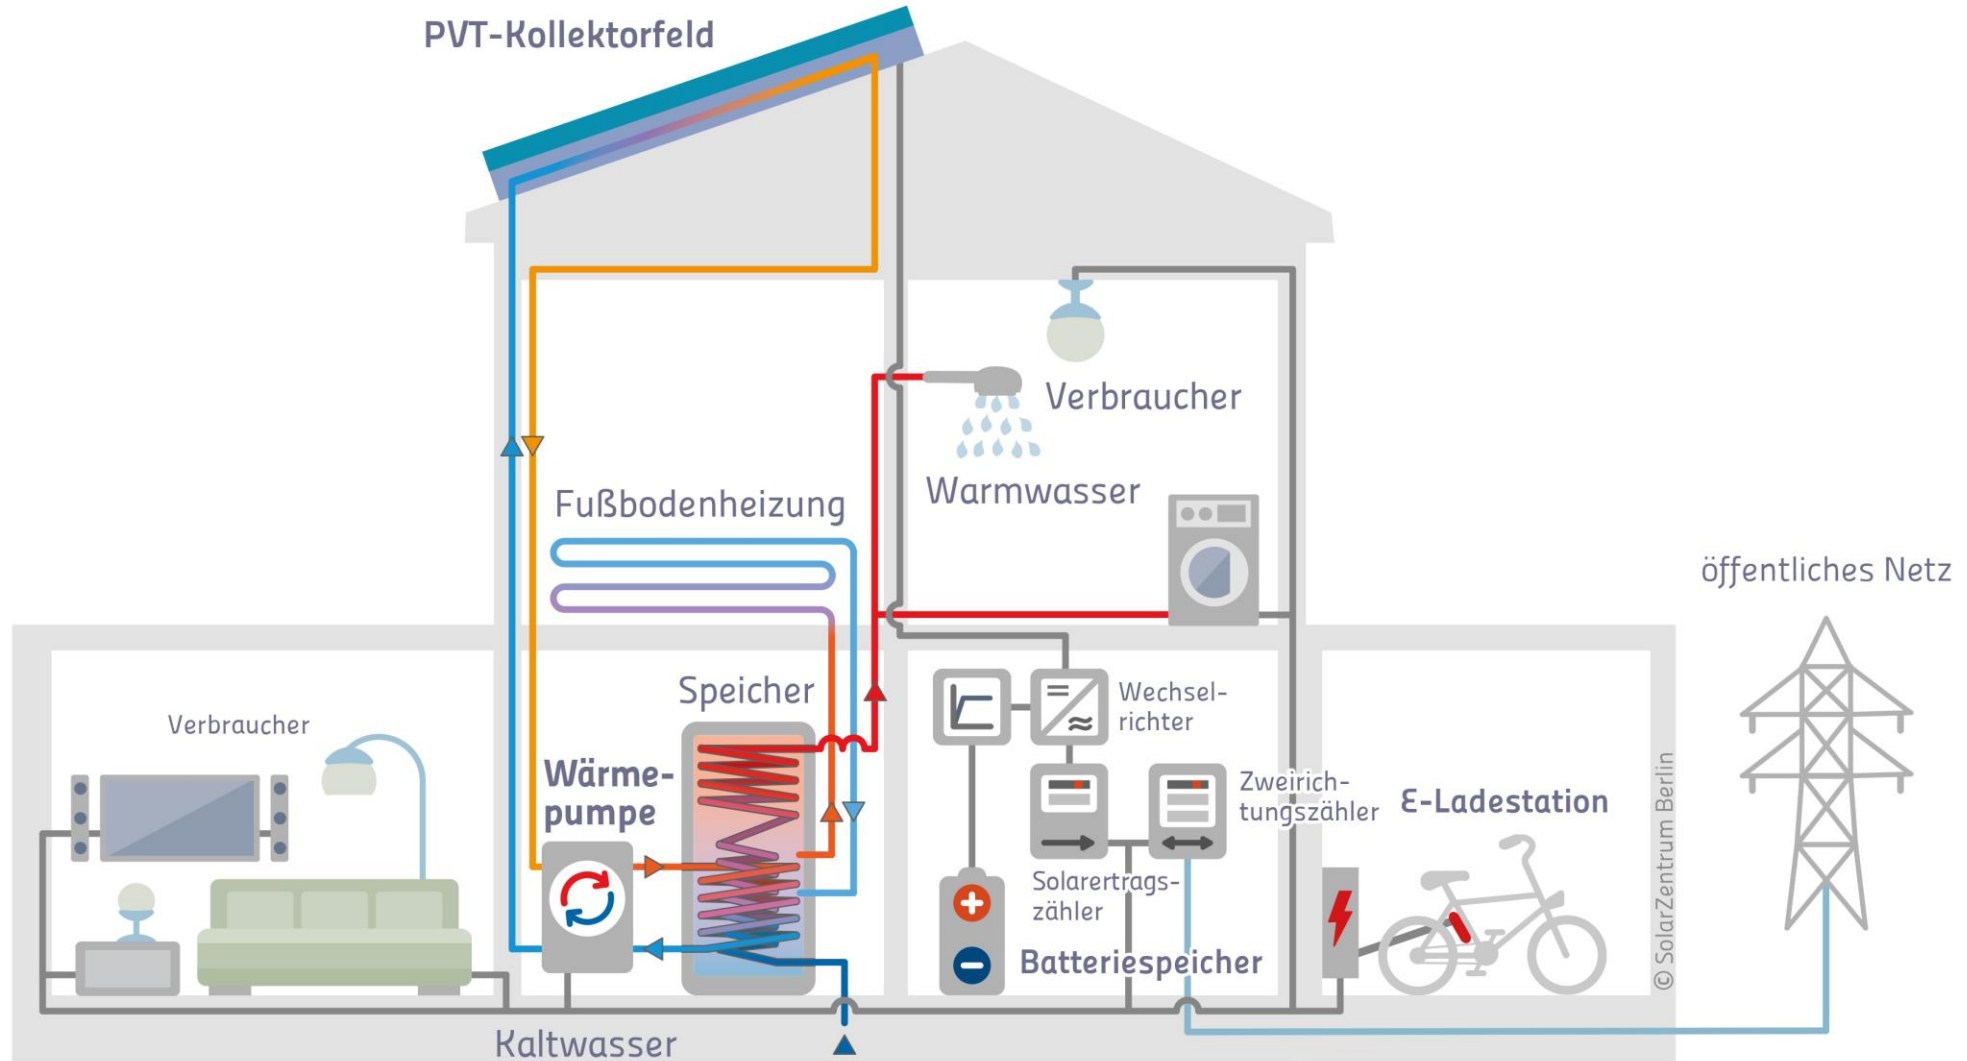 PVT-Kollektorfeld
Verbraucher
Warmwasser
Fußbodenheizung
öffentliches Netz
Speicher
Wechsel-
richter
Verbraucher
Wärme-
pumpe
Zweirich-
tungszähler
E-Ladestation
Solarertrags-
zähler
Batteriespeicher
Kaltwasser
© SolarZentrum Berlin